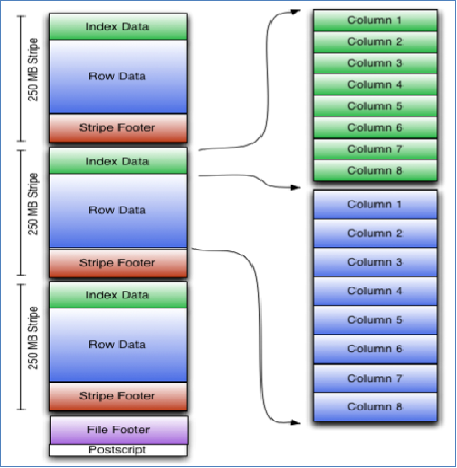 250 MB Stripe
Index Data
Row Data
Stripe Footer
250 MB Stripe
Index Data
Row Data
Stripe Footer
250 MB Stripe
Index Data
Row Data
Stripe Footer
File Footer
Postscript
Column 1
Column 2
Column 3
Column 4
Column 5
Column 6
Column 7
Column 8
Column 1
Column 2
Column 3
Column 4
Column 5
Column 6
Column 7
Column 8